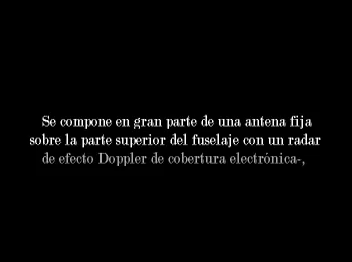 Se compone en gran parte de una antena fija
sobre la parte superior del fuselaje con un radar
de efecto Doppler de cobertura electrónica-,